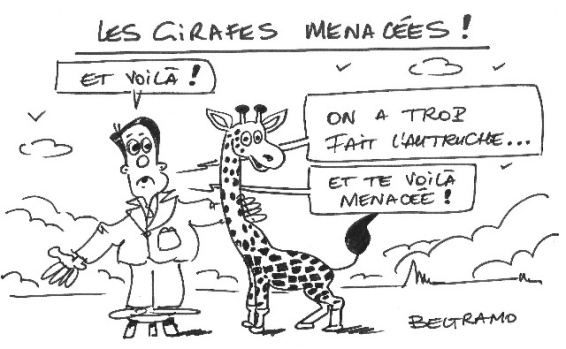 LES GIRAFES MENACÉES !
ET VOILÀ !
ON A TROP
FAIT L'AUTRUCHE...
ET TE VOILÀ
MENACÉE !
BELTRAMO